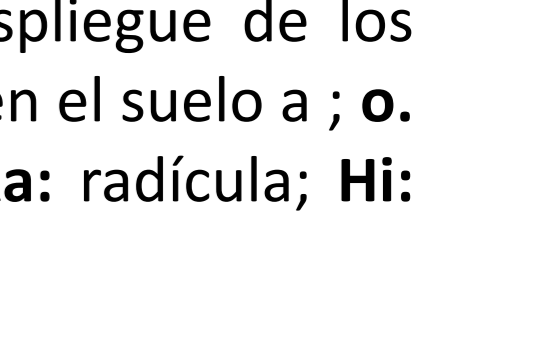 spliegue de los
en el suelo a ; o.
a: radícula; Hi: